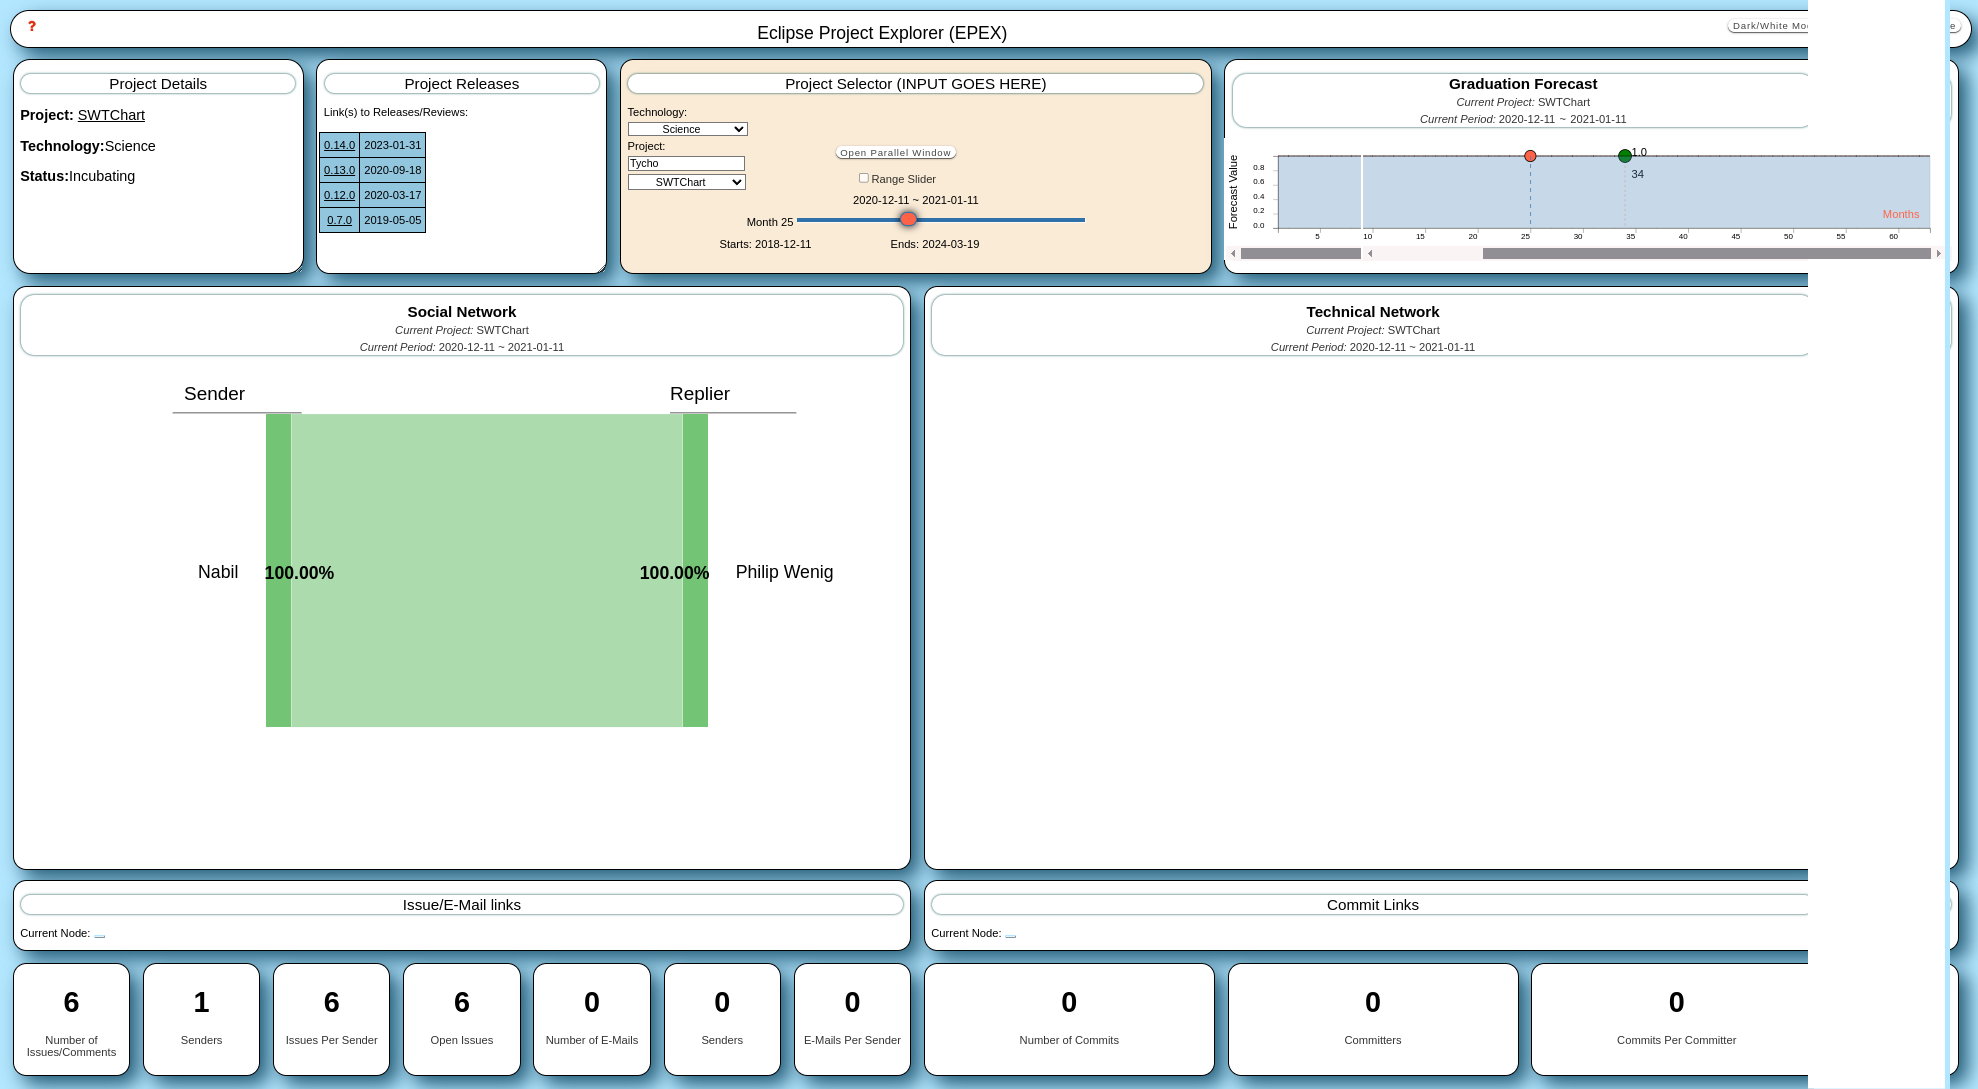 ?
Eclipse Project Explorer (EPEX)
Dark/White Mo
e
Project Details
Project: SWTChart
Technology:Science
Status:Incubating
Project Releases
Link(s) to Releases/Reviews:
0.14.0 2023-01-31
0.13.0 2020-09-18
0.12.0 2020-03-17
0.7.0 2019-05-05
Project Selector (INPUT GOES HERE)
Technology:
Science
Project:
Tycho
SWTChart
Open Parallel Window
Range Slider
2020-12-11 ~ 2021-01-11
Month 25
Starts: 2018-12-11
Ends: 2024-03-19
Graduation Forecast
Current Project: SWTChart
Current Period: 2020-12-11 ~ 2021-01-11
Forecast Value
0.8
0.6
0.4
0.2
0.0
1.0
34
Months
5 10 15 20 25 30 35 40 45 50 55 60
Social Network
Current Project: SWTChart
Current Period: 2020-12-11 ~ 2021-01-11
Sender
Replier
Nabil
100.00%
100.00%
Philip Wenig
Technical Network
Current Project: SWTChart
Current Period: 2020-12-11 ~ 2021-01-11
Issue/E-Mail links
Current Node:
Commit Links
Current Node:
6
Number of
Issues/Comments
1
Senders
6
Issues Per Sender
6
Open Issues
0
Number of E-Mails
0
Senders
0
E-Mails Per Sender
0
Number of Commits
0
Committers
0
Commits Per Committer